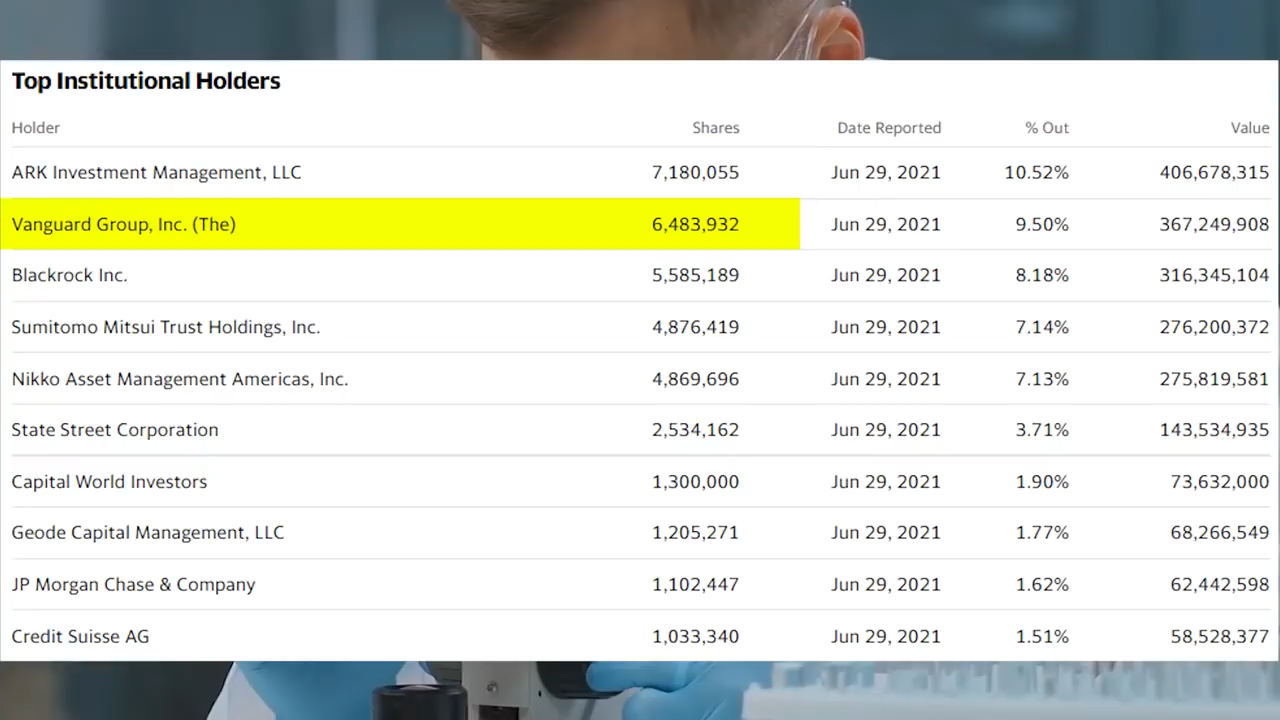 Top Institutional Holders
Holder Shares Date Reported % Out Value
ARK Investment Management, LLC 7,180,055 Jun 29, 2021 10.52% 406,678,315
Vanguard Group, Inc. (The) 6,483,932 Jun 29, 2021 9.50% 367,249,908
Blackrock Inc. 5,585,189 Jun 29, 2021 8.18% 316,345,104
Sumitomo Mitsui Trust Holdings, Inc. 4,876,419 Jun 29, 2021 7.14% 276,200,372
Nikko Asset Management Americas, Inc. 4,869,696 Jun 29, 2021 7.13% 275,819,581
State Street Corporation 2,534,162 Jun 29, 2021 3.71% 143,534,935
Capital World Investors 1,300,000 Jun 29, 2021 1.90% 73,632,000
Geode Capital Management, LLC 1,205,271 Jun 29, 2021 1.77% 68,266,549
JP Morgan Chase & Company 1,102,447 Jun 29, 2021 1.62% 62,442,598
Credit Suisse AG 1,033,340 Jun 29, 2021 1.51% 58,528,377